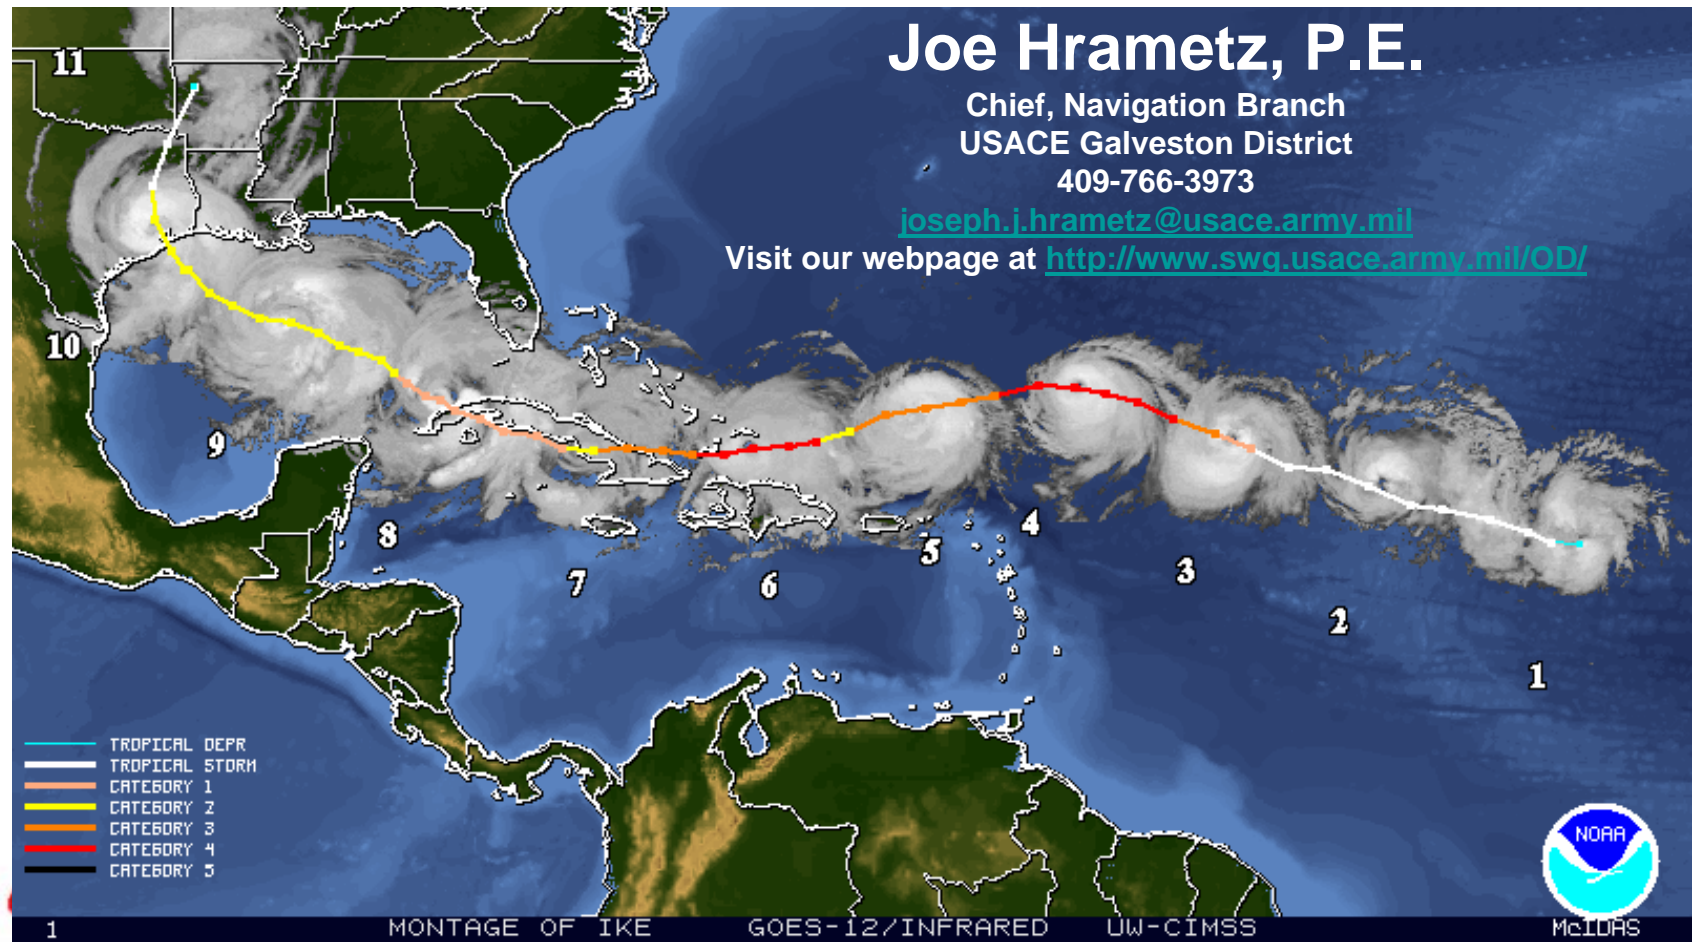 Joe Hrametz, P.E.
Chief, Navigation Branch
USACE Galveston District
409-766-3973
joseph.j.hrametz@usace.army.mil
Visit our webpage at http://www.swg.usace.army.mil/OD/
11
10
9
8
7
6
5
4
3
2
1
TROPICAL DEPR
TROPICAL STORM
CATEGORY 1
CATEGORY 2
CATEGORY 3
CATEGORY 4
CATEGORY 5
NOAA
1 MONTAGE OF IKE GOES-12/INFRARED UW-CIMSS McIDAS